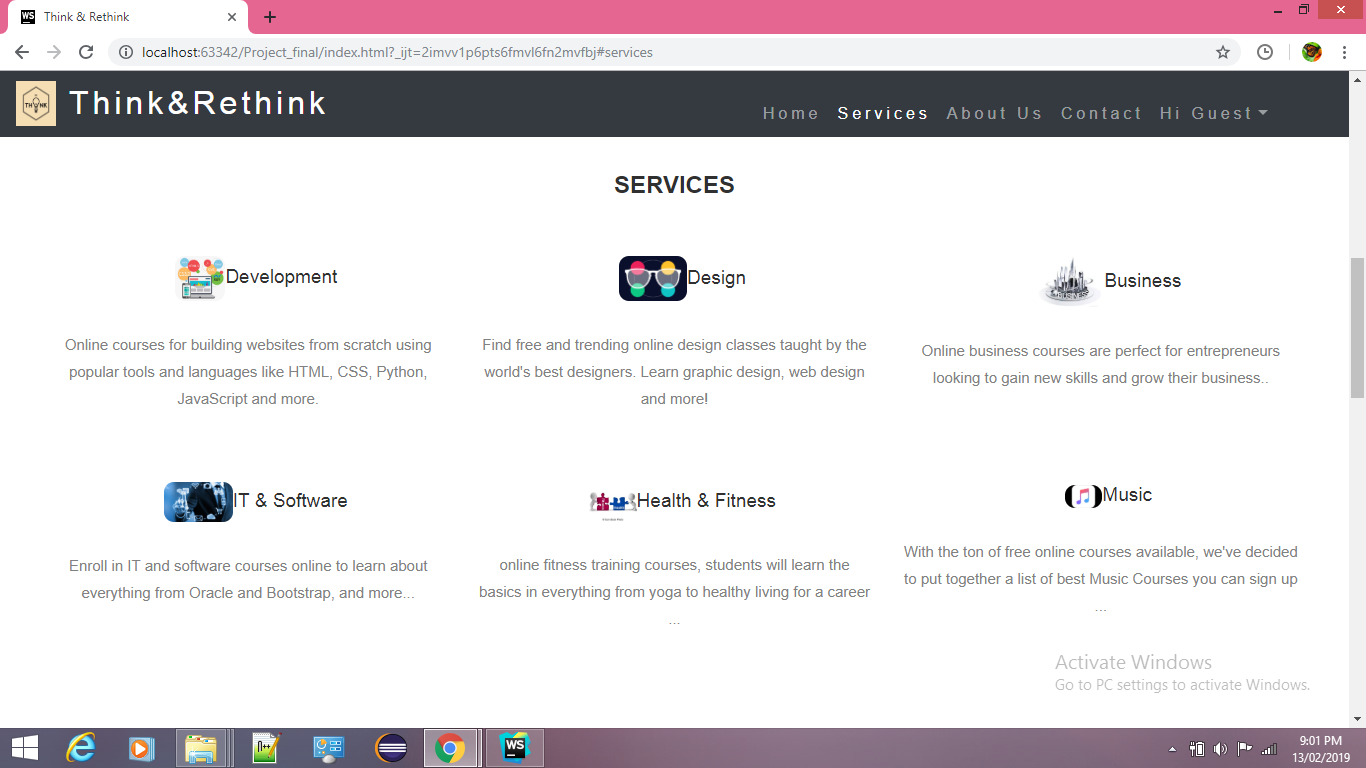 WS Think & Rethink
localhost:63342/Project_final/index.html?_ijt=2imvv1p6pts6fmvl6fn2mvfbj#services
THINK
Think&Rethink
Home Services About Us Contact Hi Guest
SERVICES
Development
Design
BUSINESS
Business
Online courses for building websites from scratch using
popular tools and languages like HTML, CSS, Python,
JavaScript and more.
Find free and trending online design classes taught by the
world's best designers. Learn graphic design, web design
and more!
Online business courses are perfect for entrepreneurs
looking to gain new skills and grow their business..
IT & Software
Health & Fitness
Music
Enroll in IT and software courses online to learn about
everything from Oracle and Bootstrap, and more...
online fitness training courses, students will learn the
basics in everything from yoga to healthy living for a career
...
With the ton of free online courses available, we've decided
to put together a list of best Music Courses you can sign up
...
Activate Windows
Go to PC settings to activate Windows.
WS
9:01 PM
13/02/2019